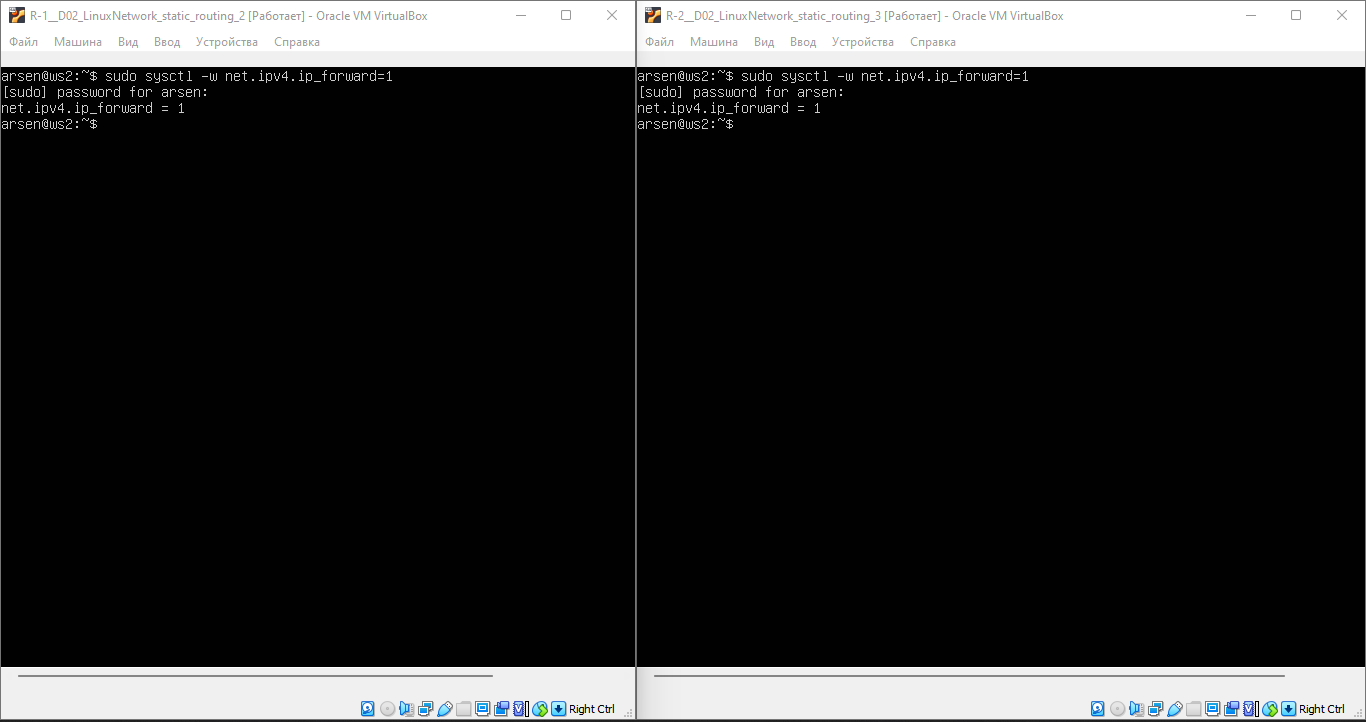 R-1__D02_LinuxNetwork_static_routing_2 [Работает] - Oracle VM VirtualBox
Файл Машина Вид Ввод Устройства Справка
arsen@ws2:~$ sudo sysctl -w net.ipv4.ip_forward=1
[sudo] password for arsen:
net.ipv4.ip_forward = 1
arsen@ws2:~$
Right Ctrl
R-2__D02_LinuxNetwork_static_routing_3 [Работает] - Oracle VM VirtualBox
Файл Машина Вид Ввод Устройства Справка
arsen@ws2:~$ sudo sysctl -w net.ipv4.ip_forward=1
[sudo] password for arsen:
net.ipv4.ip_forward = 1
arsen@ws2:~$
Right Ctrl